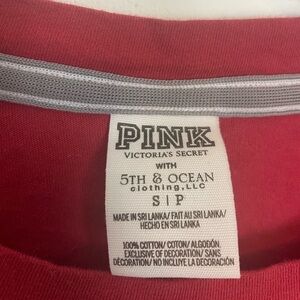 PINK
VICTORIA'S SECRET
WITH
5TH & OCEAN
clothing,LLC
S | P
MADE IN SRI LANKA/ FAIT AU SRI LANKA/
HECHO EN SRI LANKA
100% COTTON/ COTON/ ALGODÓN.
EXCLUSIVE OF DECORATION/ SANS
DÉCORATION/ NO INCLUYE LA DECORACIÓN